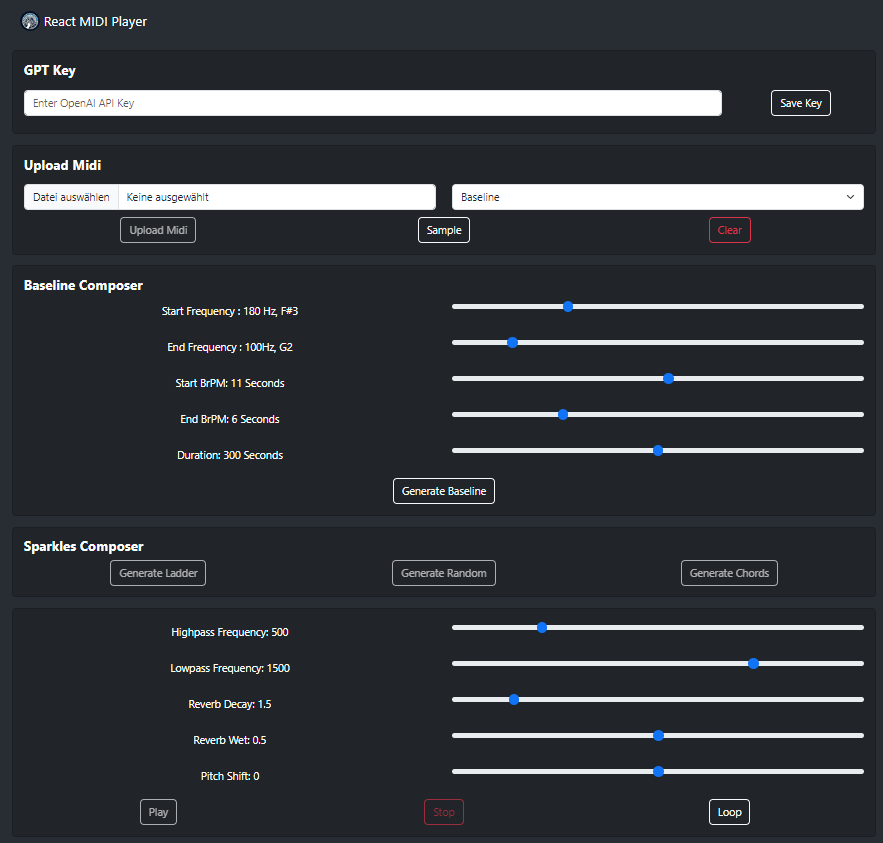 React MIDI Player
GPT Key
Enter OpenAI API Key
Save Key
Upload Midi
Datei auswählen Keine ausgewählt
Baseline
Upload Midi
Sample
Clear
Baseline Composer
Start Frequency : 180 Hz, F#3
End Frequency : 100Hz, G2
Start BrPM: 11 Seconds
End BrPM: 6 Seconds
Duration: 300 Seconds
Generate Baseline
Sparkles Composer
Generate Ladder
Generate Random
Generate Chords
Highpass Frequency: 500
Lowpass Frequency: 1500
Reverb Decay: 1.5
Reverb Wet: 0.5
Pitch Shift: 0
Play
Stop
Loop